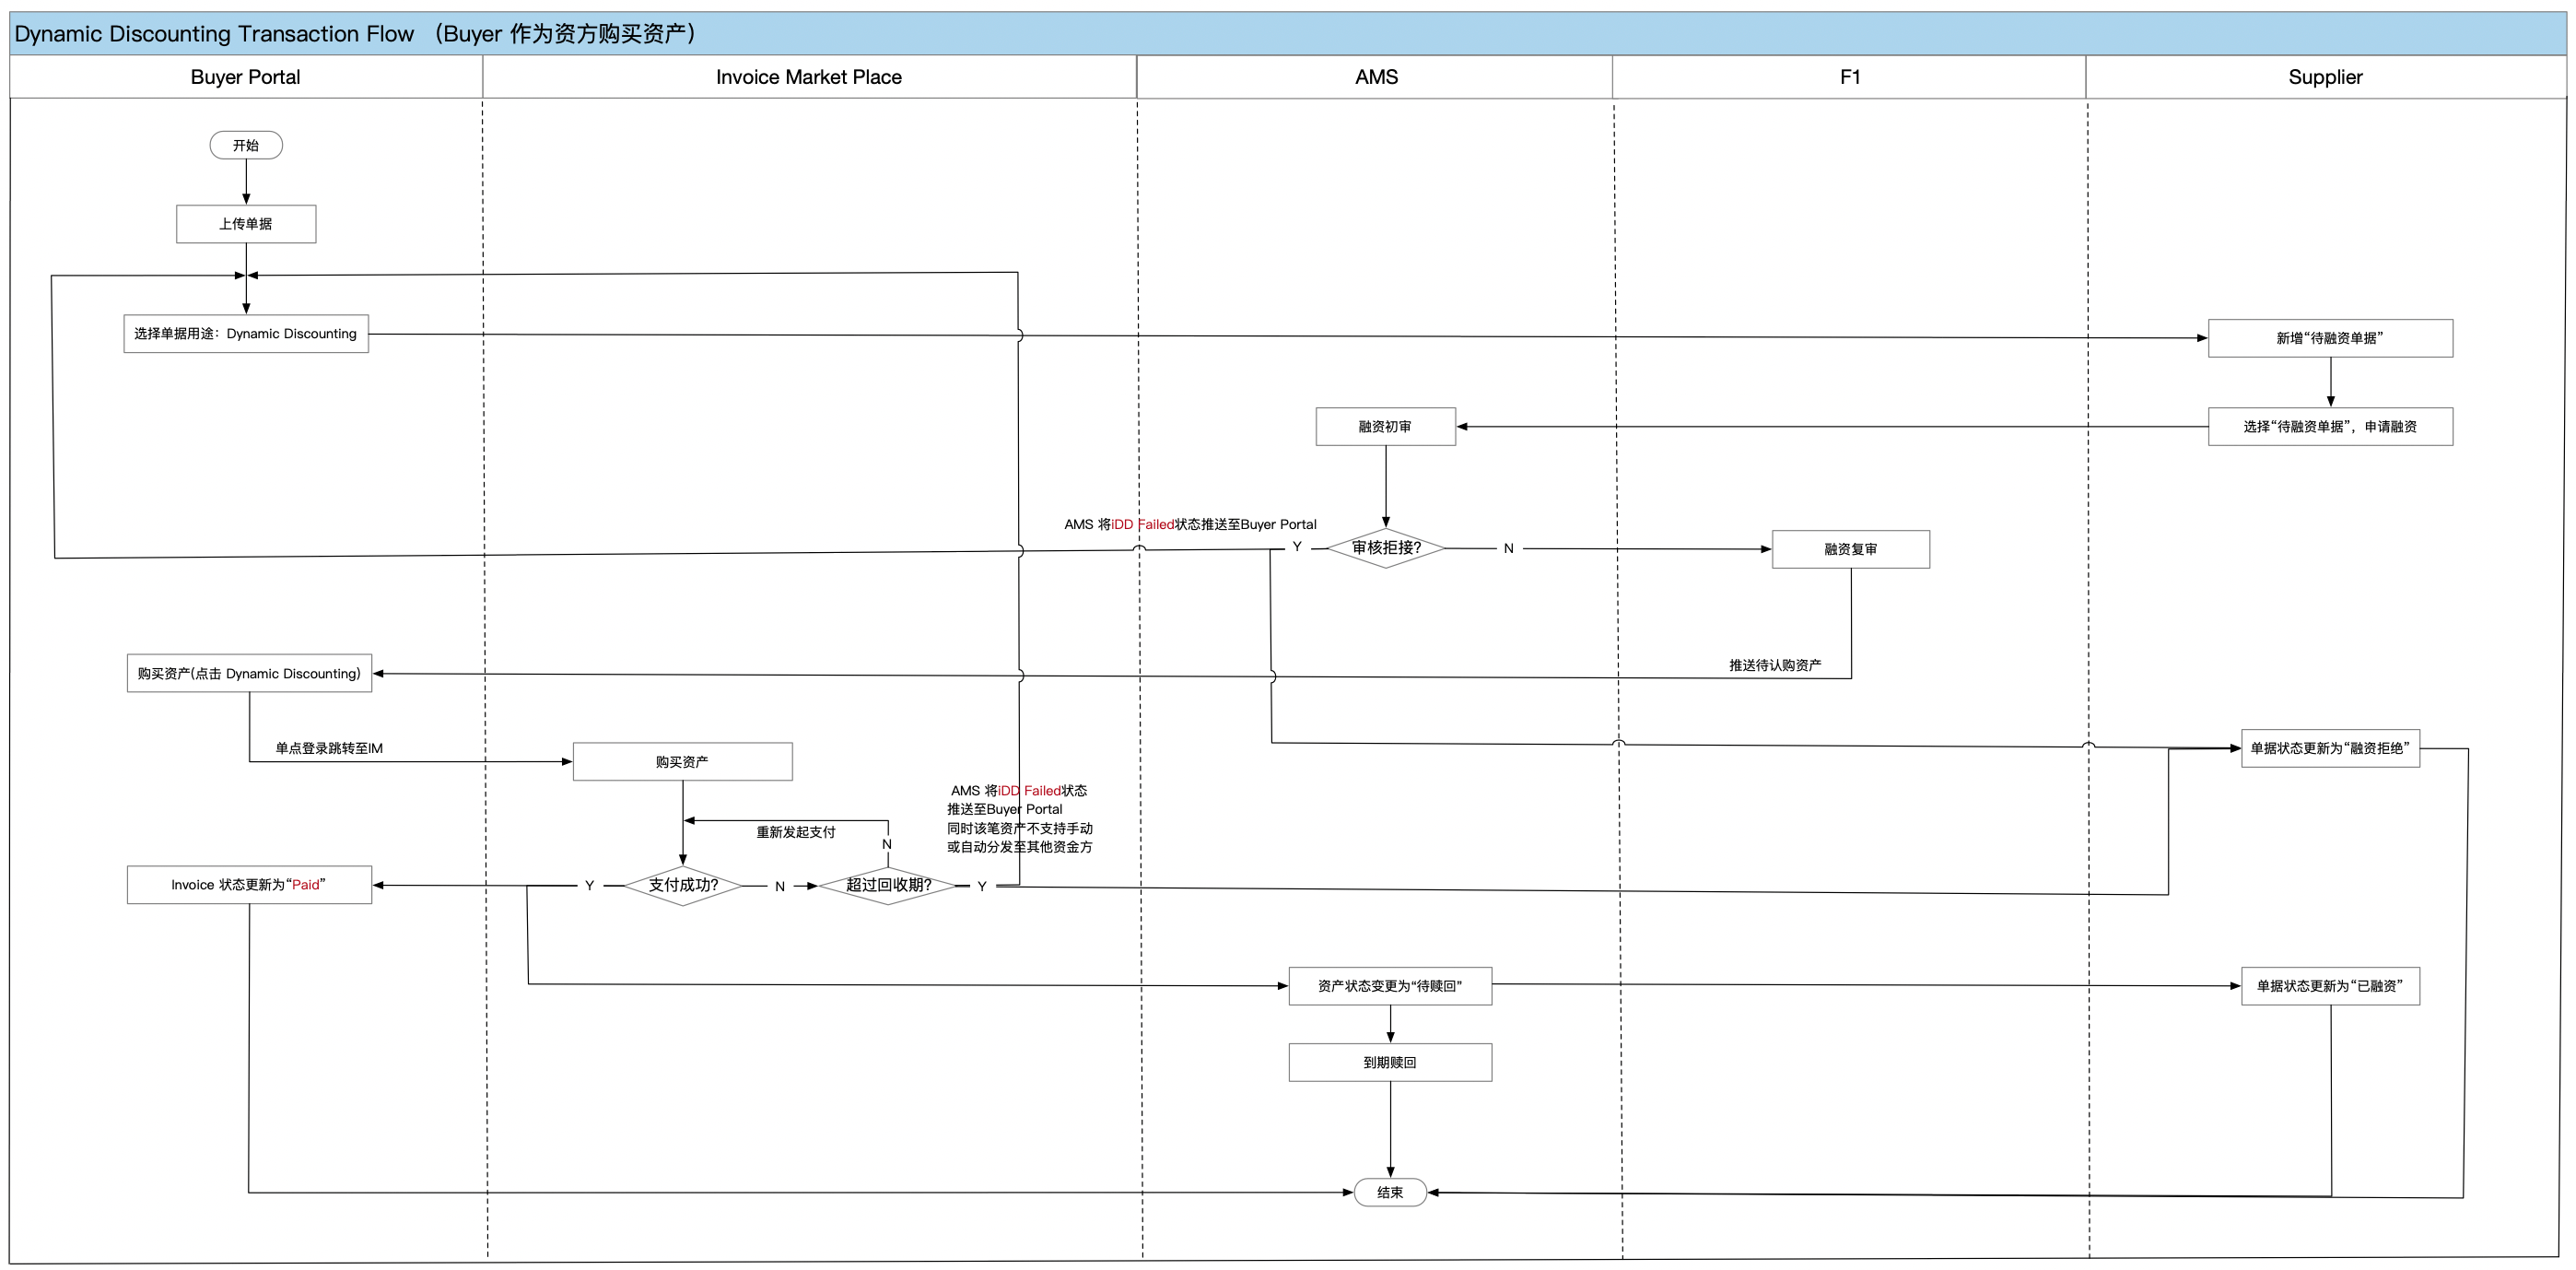 Dynamic Discounting Transaction Flow （Buyer 作为资方购买资产）
Buyer Portal
Invoice Market Place
AMS
F1
Supplier
开始
上传单据
选择单据用途：Dynamic Discounting
新增“待融资单据”
融资初审
选择“待融资单据”，申请融资
AMS 将iDD Failed状态推送至Buyer Portal
Y
审核拒接?
N
融资复审
推送待认购资产
购买资产(点击 Dynamic Discounting)
单点登录跳转至IM
购买资产
单据状态更新为“融资拒绝”
AMS 将iDD Failed状态
推送至Buyer Portal
同时该笔资产不支持手动
或自动分发至其他资金方
重新发起支付
N
Invoice 状态更新为“Paid”
Y
支付成功?
N
超过回收期?
Y
资产状态变更为“待赎回”
单据状态更新为“已融资”
到期赎回
结束